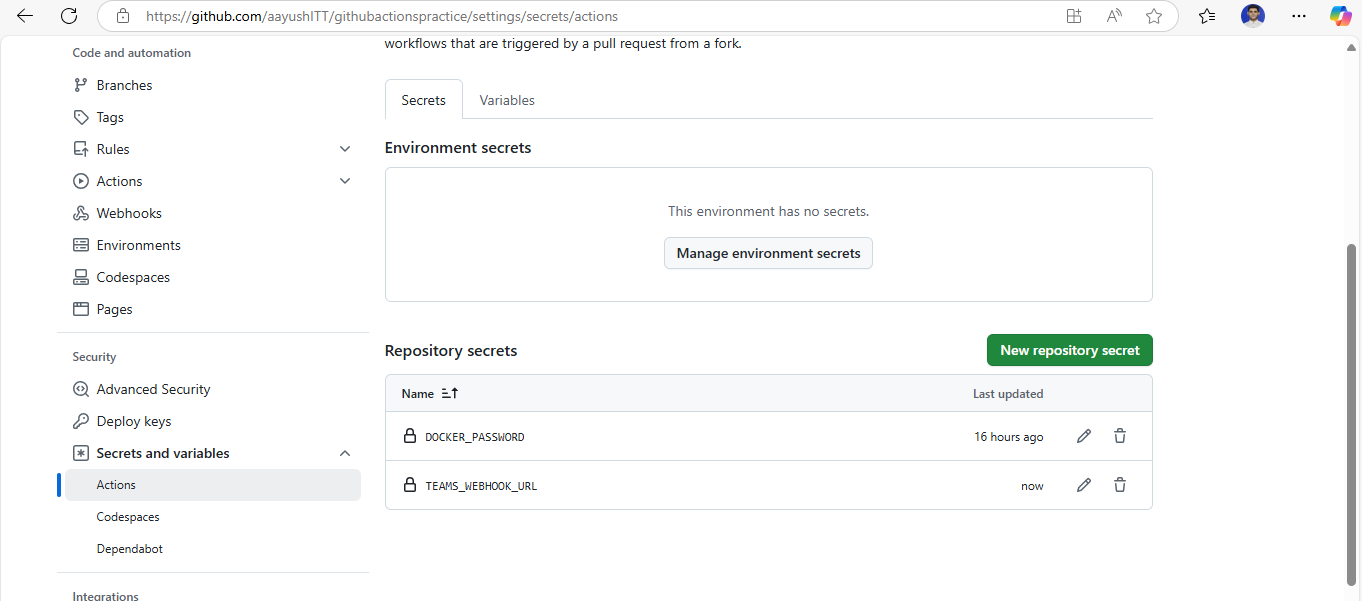 https://github.com/aayushITT/githubactionspractice/settings/secrets/actions
Code and automation
Branches
Tags
Rules
Actions
Webhooks
Environments
Codespaces
Pages
Security
Advanced Security
Deploy keys
Secrets and variables
Actions
Codespaces
Dependabot
Integrations
workflows that are triggered by a pull request from a fork.
Secrets Variables
Environment secrets
This environment has no secrets.
Manage environment secrets
Repository secrets New repository secret
Name Last updated
DOCKER_PASSWORD 16 hours ago
TEAMS_WEBHOOK_URL now